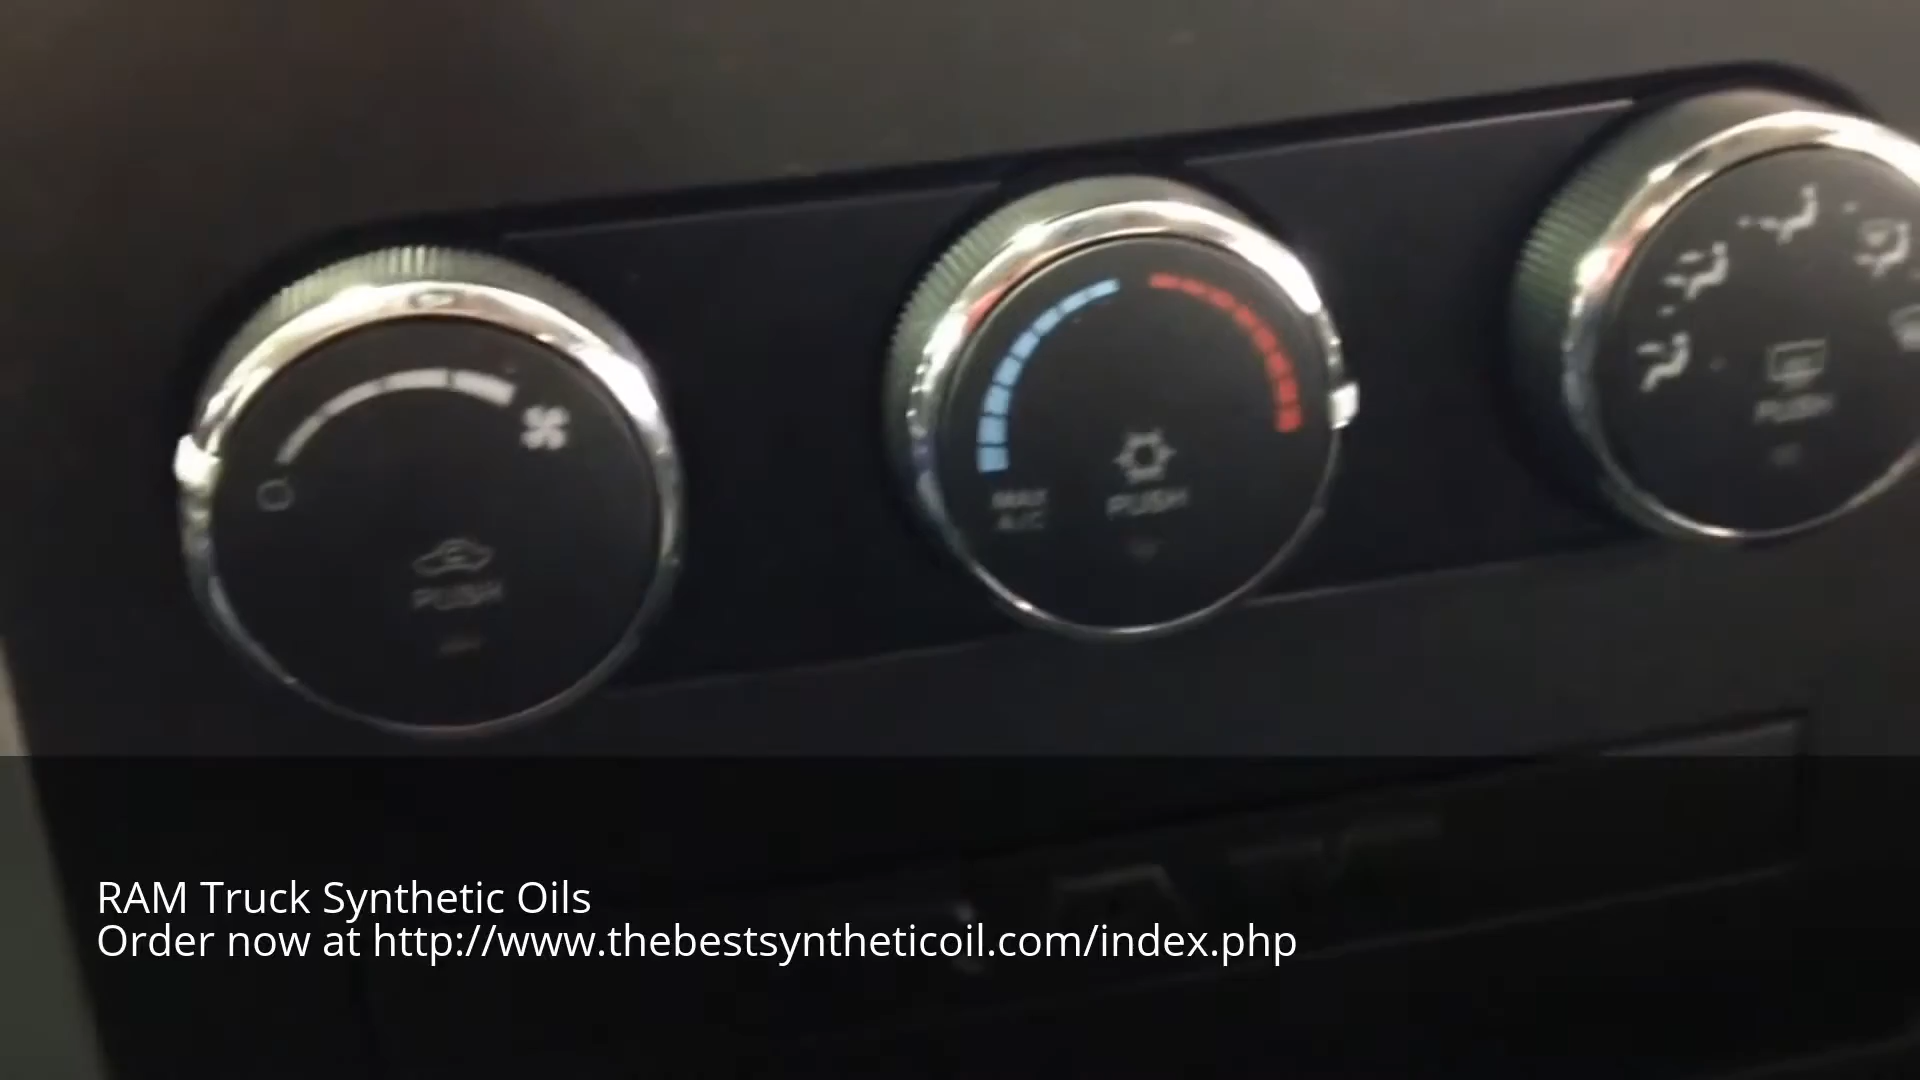 PUSH
MAX
A/C
PUSH
PUSH
RAM Truck Synthetic Oils
Order now at http://www.thebestsyntheticoil.com/index.php